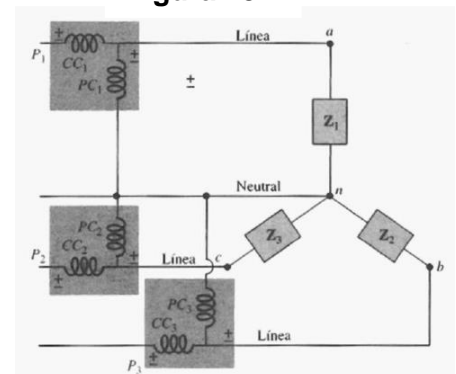 Línea
a
P1
CC1
PC1
±
±
±
Z1
Neutral
n
PC2
Z3
Z2
P2
CC2
±
±
Línea
c
b
PC3
CC3
±
±
Línea
P3